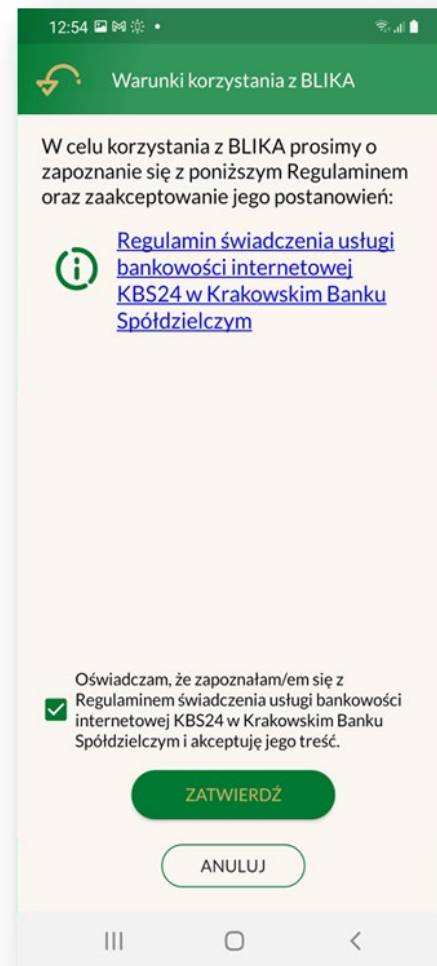 12:54
Warunki korzystania z BLIKA
W celu korzystania z BLIKA prosimy o
zapoznanie się z poniższym Regulaminem
oraz zaakceptowanie jego postanowień:
Regulamin świadczenia usługi
bankowości internetowej
KBS24 w Krakowskim Banku
Spółdzielczym
Oświadczam, że zapoznałam/em się z
Regulaminem świadczenia usługi bankowości
internetowej KBS24 w Krakowskim Banku
Spółdzielczym i akceptuję jego treść.
ZATWIERDŹ
ANULUJ